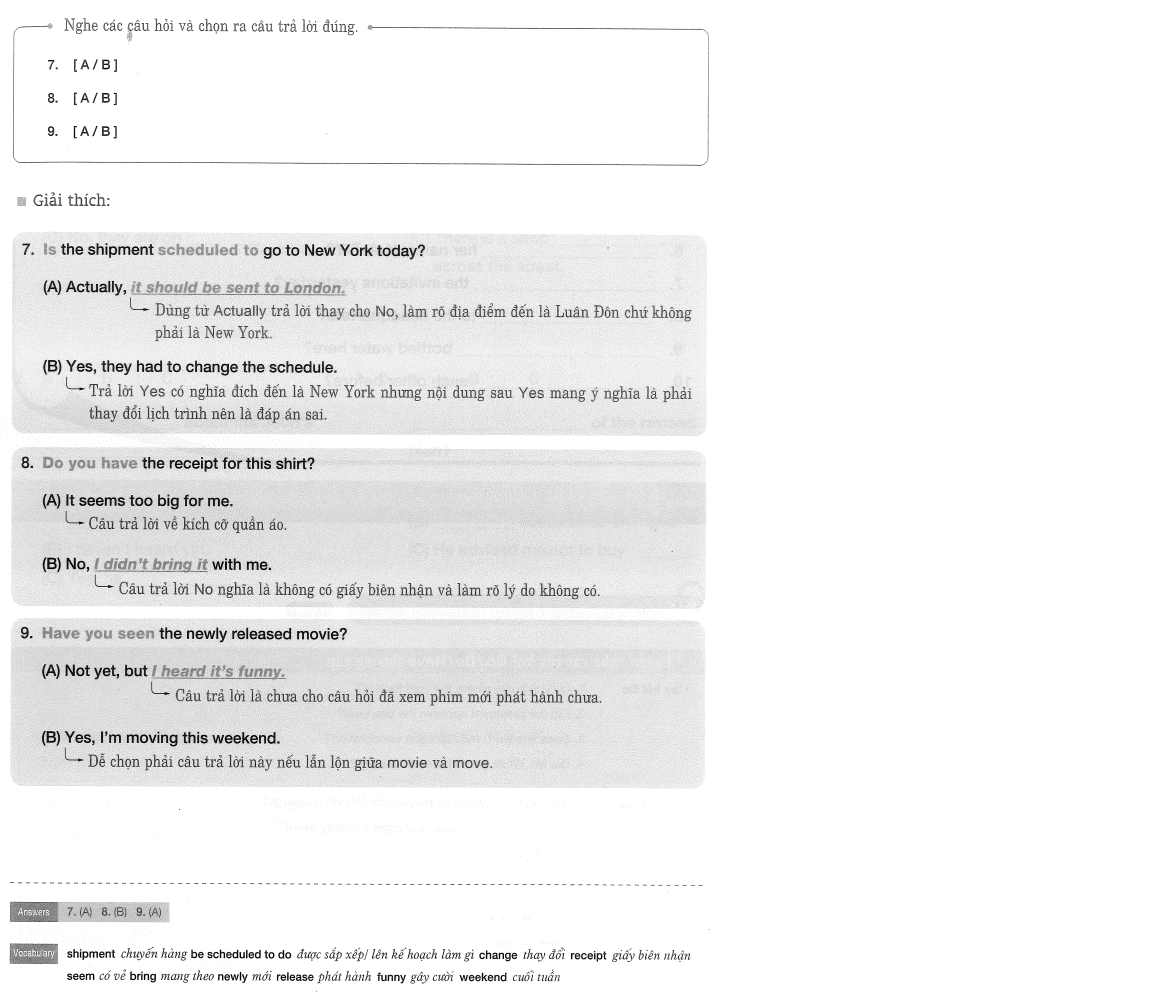 Nghe các câu hỏi và chọn ra câu trả lời đúng.
7. [ A / B ]
8. [ A / B ]
9. [ A / B ]
Giải thích:
7. Is the shipment scheduled to go to New York today?
(A) Actually, it should be sent to London.
Dùng từ Actually trả lời thay cho No, làm rõ địa điểm đến là Luân Đôn chứ không
phải là New York.
(B) Yes, they had to change the schedule.
Trả lời Yes có nghĩa đích đến là New York nhưng nội dung sau Yes mang ý nghĩa là phải
thay đổi lịch trình nên là đáp án sai.
8. Do you have the receipt for this shirt?
(A) It seems too big for me.
Câu trả lời về kích cỡ quần áo.
(B) No, I didn't bring it with me.
Câu trả lời No nghĩa là không có giấy biên nhận và làm rõ lý do không có.
9. Have you seen the newly released movie?
(A) Not yet, but I heard it's funny.
Câu trả lời là chưa cho câu hỏi đã xem phim mới phát hành chưa.
(B) Yes, I'm moving this weekend.
Dễ chọn phải câu trả lời này nếu lẫn lộn giữa movie và move.
Answers 7. (A) 8. (B) 9. (A)
Vocabulary shipment chuyến hàng be scheduled to do được sắp xếp/ lên kế hoạch làm gì change thay đổi receipt giấy biên nhận
seem có vẻ bring mang theo newly mới release phát hành funny gây cười weekend cuối tuần